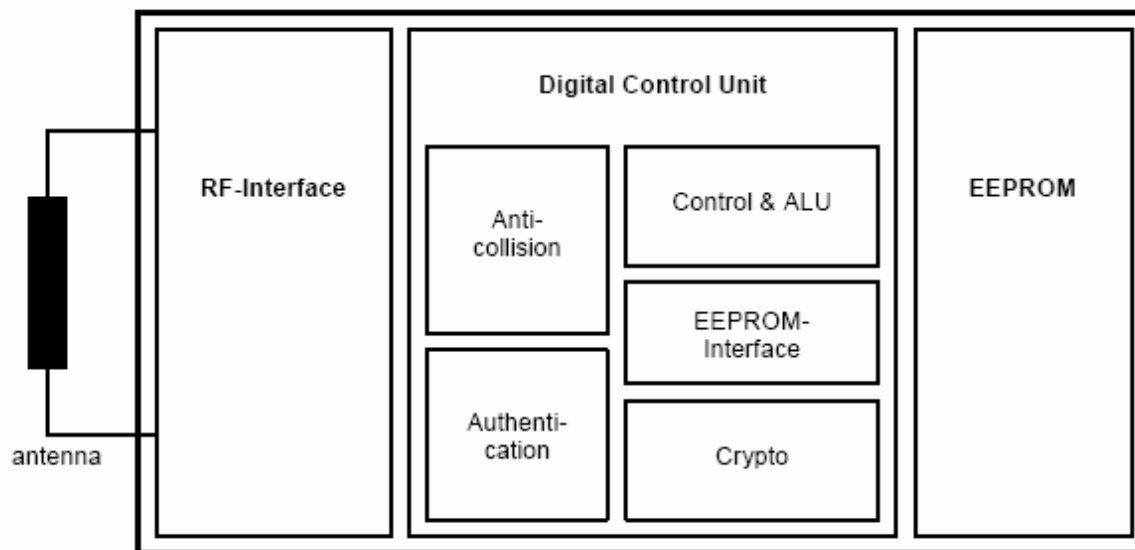 Digital Control Unit
RF-Interface
EEPROM
Anti-
collision
Control & ALU
EEPROM-
Interface
Authenti-
cation
Crypto
antenna